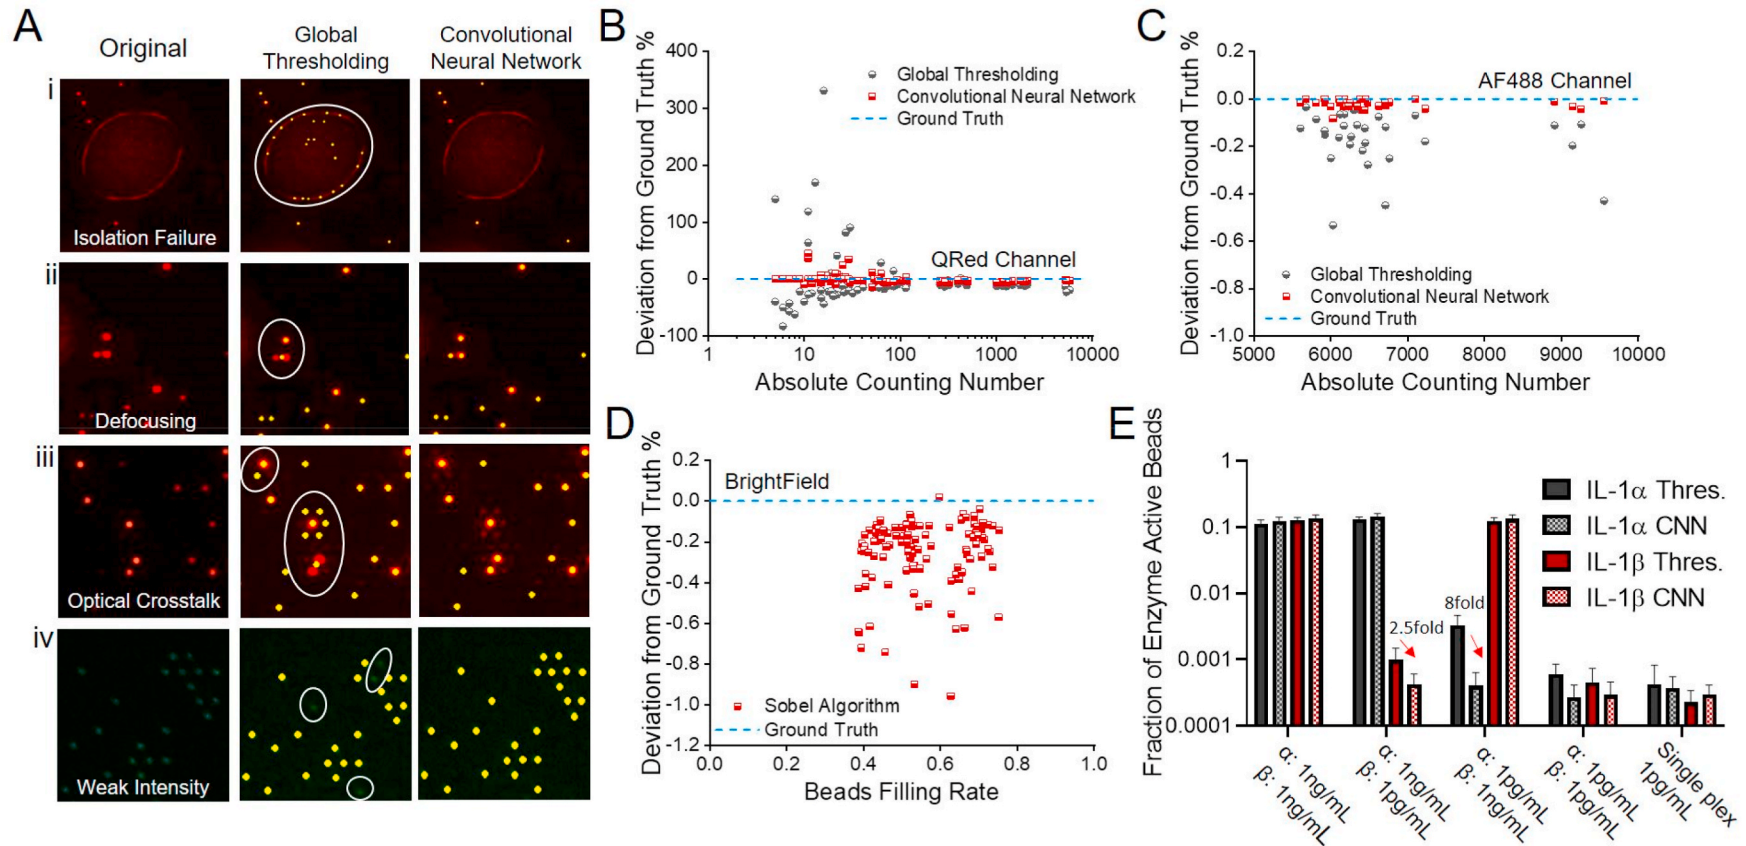 A
Original
Global
Thresholding
Convolutional
Neural Network
i
Isolation Failure
ii
Defocusing
iii
Optical Crosstalk
iv
Weak Intensity
B
Deviation from Ground Truth %
400
300
200
100
0
-100
Global Thresholding
Convolutional Neural Network
Ground Truth
QRed Channel
1
10
100
1000
10000
Absolute Counting Number
C
Deviation from Ground Truth %
0.2
0.0
-0.2
-0.4
-0.6
-0.8
-1.0
AF488 Channel
Global Thresholding
Convolutional Neural Network
Ground Truth
5000
6000
7000
8000
9000
10000
Absolute Counting Number
D
Deviation from Ground Truth %
0.2
0.0
-0.2
-0.4
-0.6
-0.8
-1.0
-1.2
BrightField
Sobel Algorithm
Ground Truth
0.0
0.2
0.4
0.6
0.8
1.0
Beads Filling Rate
E
Fraction of Enzyme Active Beads
1
0.1
0.01
0.001
0.0001
IL-1α Thres.
IL-1α CNN
IL-1β Thres.
IL-1β CNN
2.5fold
8fold
α: 1ng/mL
β: 1ng/mL
α: 1ng/mL
β: 1pg/mL
α: 1pg/mL
β: 1ng/mL
α: 1pg/mL
β: 1pg/mL
Single plex
1pg/mL